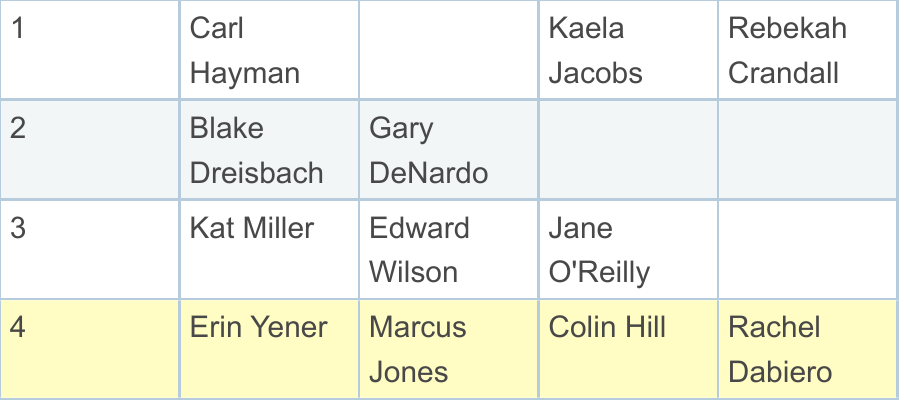 1 Carl Hayman Kaela Jacobs Rebekah Crandall
2 Blake Dreisbach Gary DeNardo
3 Kat Miller Edward Wilson Jane O'Reilly
4 Erin Yener Marcus Jones Colin Hill Rachel Dabiero